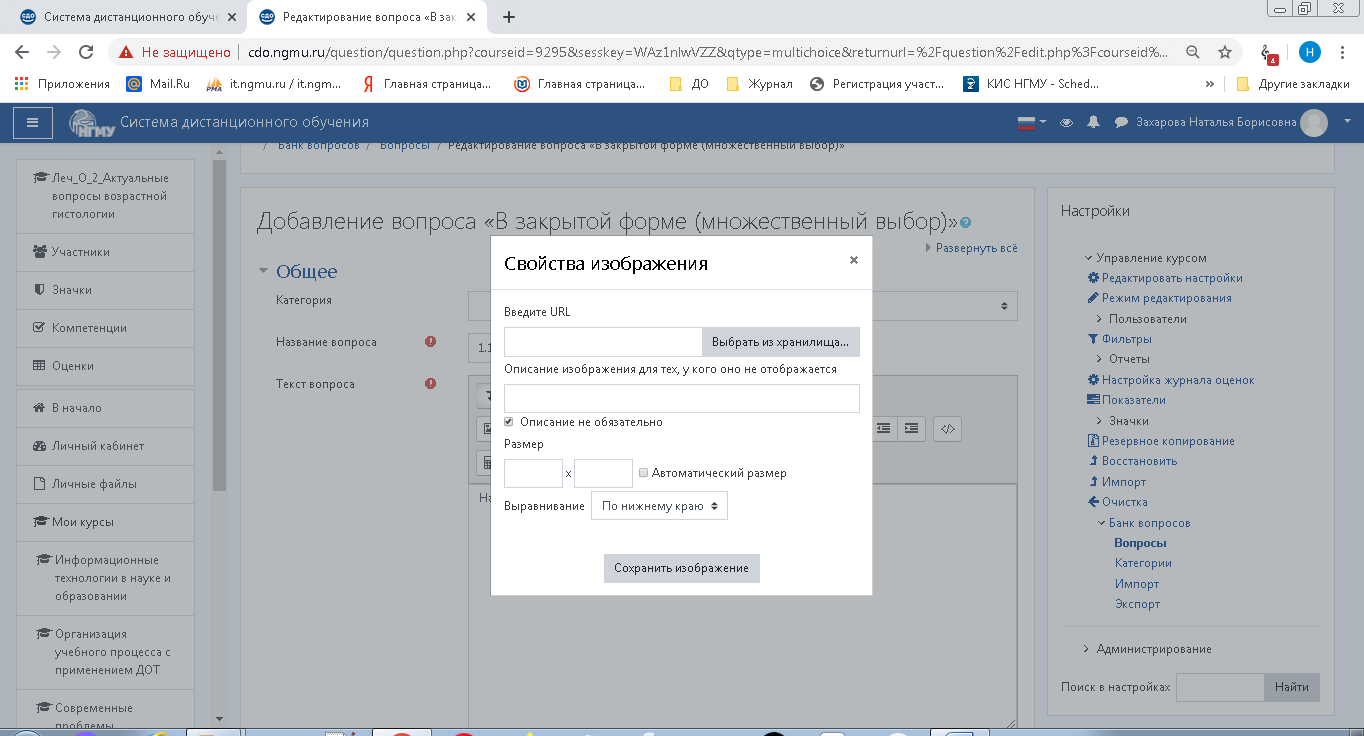 Система дистанционного обуче
Редактирование вопроса «В зак
Не защищено
cdo.ngmu.ru/question/question.php?courseid=9295&sesskey=WAz1nlwVZZ&qtype=multichoice&returnurl=%2Fquestion%2Fedit.php%3Fcourseid%...
4
Н
Приложения
Mail.Ru
it.ngmu.ru / it.ngm...
Главная страница...
Главная страница...
ДО
Журнал
Регистрация участ...
КИС НГМУ - Sched...
»
Другие закладки
НГМУ
Система дистанционного обучения
Захарова Наталья Борисовна
/ Банк вопросов / Вопросы / Редактирование вопроса «В закрытой форме (множественный выбор)»
Леч_О_2_Актуальные
вопросы возрастной
гистологии
Участники
Значки
Компетенции
Оценки
В начало
Личный кабинет
Личные файлы
Мои курсы
Информационные
технологии в науке и
образовании
Организация
учебного процесса с
применением ДОТ
Современные
проблемы
Добавление вопроса «В закрытой форме (множественный выбор)»
Развернуть всё
Общее
Категория
Название вопроса
1.1
Текст вопроса
На
Свойства изображения
×
Введите URL
Выбрать из хранилища...
Описание изображения для тех, у кого оно не отображается
Описание не обязательно
Размер
x
Автоматический размер
Выравнивание
По нижнему краю
Сохранить изображение
Настройки
Управление курсом
Редактировать настройки
Режим редактирования
Пользователи
Фильтры
Отчеты
Настройка журнала оценок
Показатели
Значки
Резервное копирование
Восстановить
Импорт
Очистка
Банк вопросов
Вопросы
Категории
Импорт
Экспорт
Администрирование
Поиск в настройках
Найти